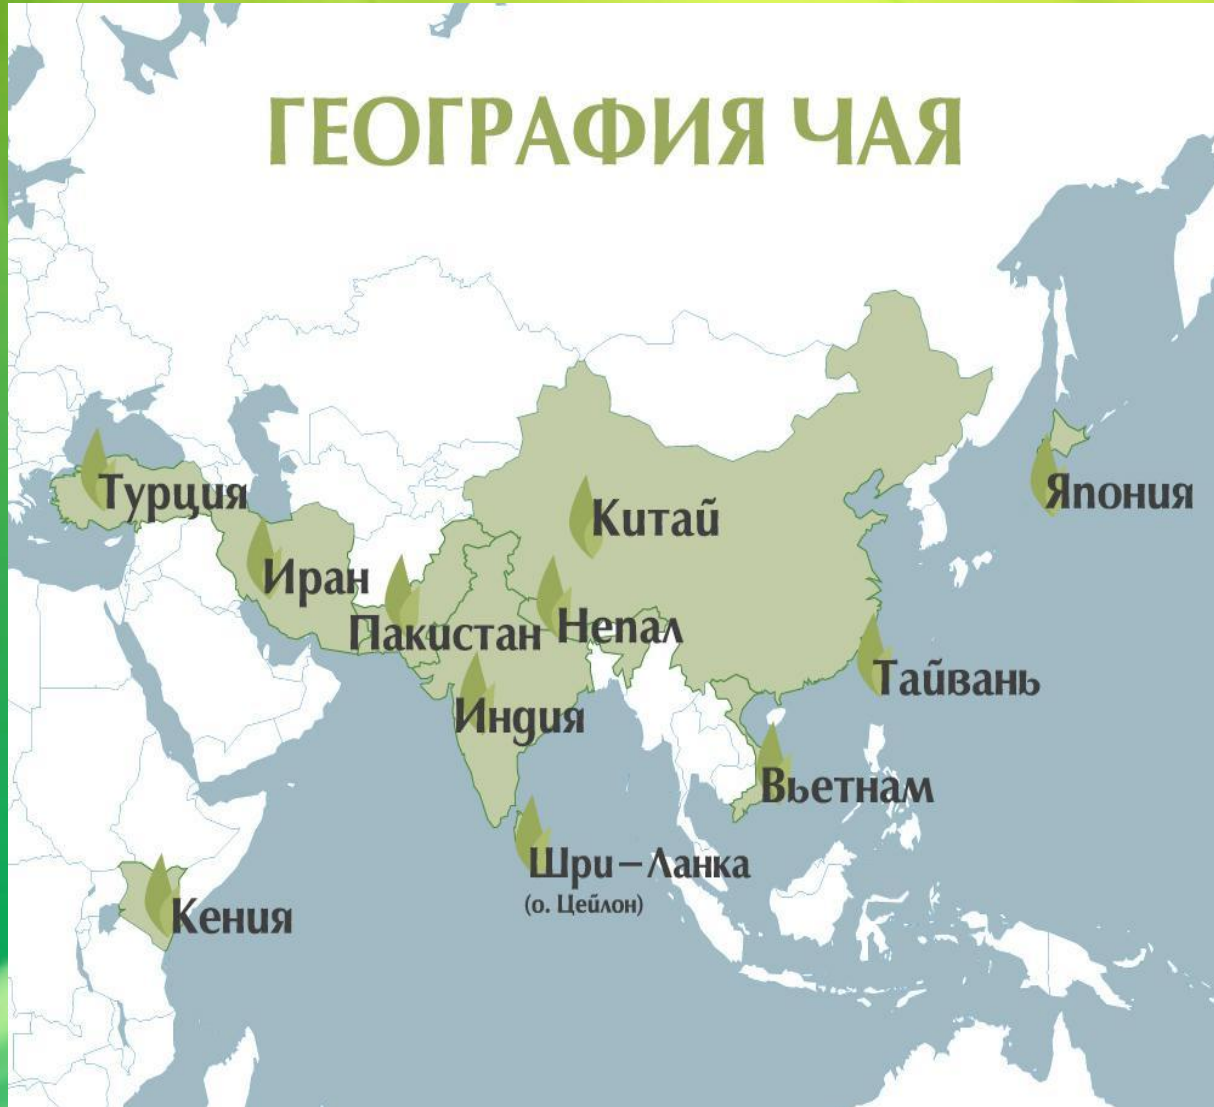 ГЕОГРАФИЯ ЧАЯ
Турция
Китай
Япония
Иран
Пакистан
Непал
Тайвань
Индия
Вьетнам
Шри–Ланка
(о. Цейлон)
Кения